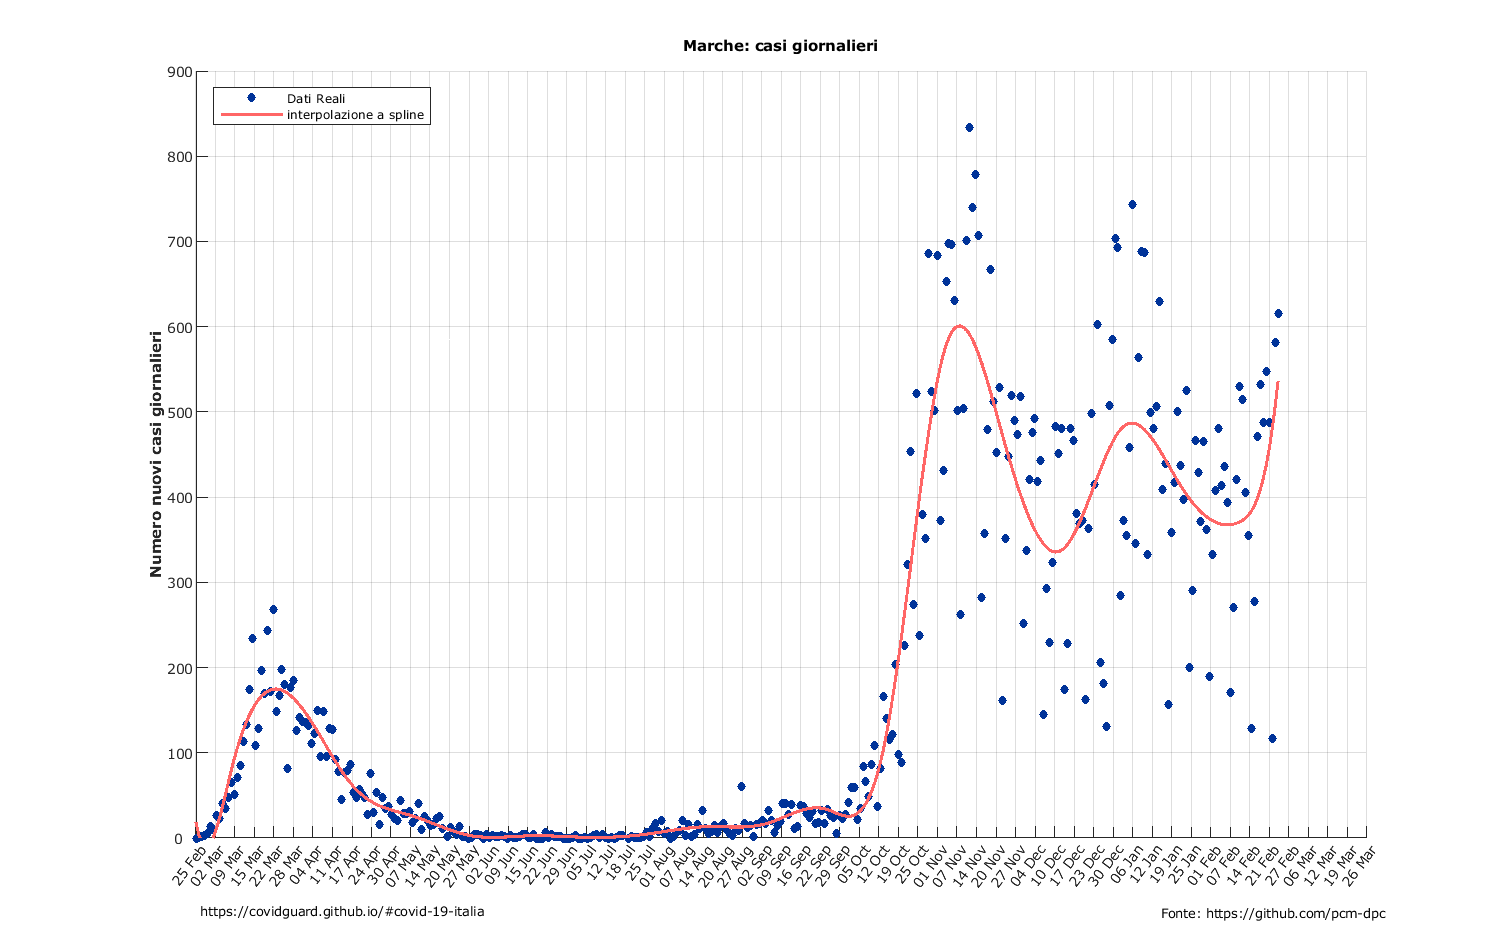 Marche: casi giornalieri
Dati Reali
interpolazione a spline
Numero nuovi casi giornalieri
900
800
700
600
500
400
300
200
100
0
25 Feb
02 Mar
09 Mar
15 Mar
22 Mar
28 Mar
04 Apr
11 Apr
17 Apr
24 Apr
30 Apr
07 May
14 May
20 May
27 May
02 Jun
09 Jun
15 Jun
22 Jun
29 Jun
05 Jul
12 Jul
18 Jul
25 Jul
01 Aug
07 Aug
14 Aug
20 Aug
27 Aug
02 Sep
09 Sep
16 Sep
22 Sep
29 Sep
05 Oct
12 Oct
19 Oct
25 Oct
01 Nov
07 Nov
14 Nov
20 Nov
27 Nov
04 Dec
10 Dec
17 Dec
23 Dec
30 Dec
06 Jan
12 Jan
19 Jan
25 Jan
01 Feb
07 Feb
14 Feb
21 Feb
27 Feb
06 Mar
12 Mar
19 Mar
26 Mar
https://covidguard.github.io/#covid-19-italia
Fonte: https://github.com/pcm-dpc